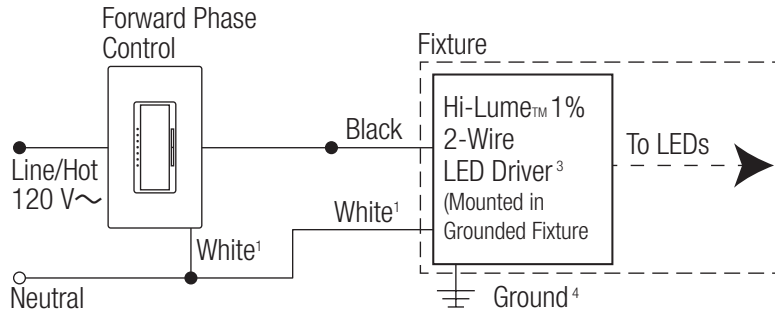 Forward Phase
Control
Fixture
Hi-Lume™ 1%
2-Wire
LED Driver ³
(Mounted in
Grounded Fixture
To LEDs
Black
Line/Hot
120 V~
White¹
White¹
Neutral
Ground ⁴